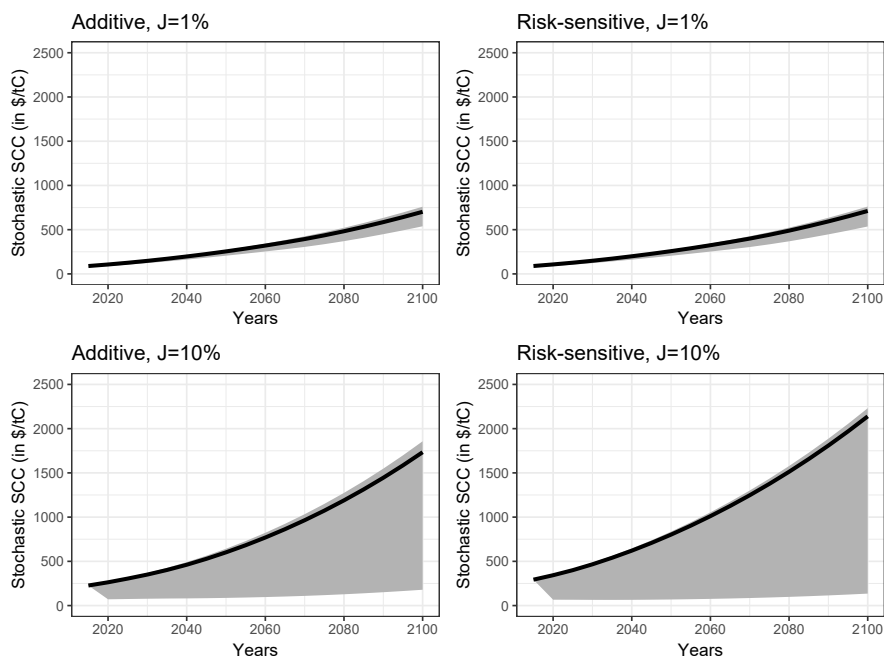 Additive, J=1%
Stochastic SCC (in $/tC)
2500
2000
1500
1000
500
0
2020 2040 2060 2080 2100
Years
Risk-sensitive, J=1%
Stochastic SCC (in $/tC)
2500
2000
1500
1000
500
0
2020 2040 2060 2080 2100
Years
Additive, J=10%
Stochastic SCC (in $/tC)
2500
2000
1500
1000
500
0
2020 2040 2060 2080 2100
Years
Risk-sensitive, J=10%
Stochastic SCC (in $/tC)
2500
2000
1500
1000
500
0
2020 2040 2060 2080 2100
Years